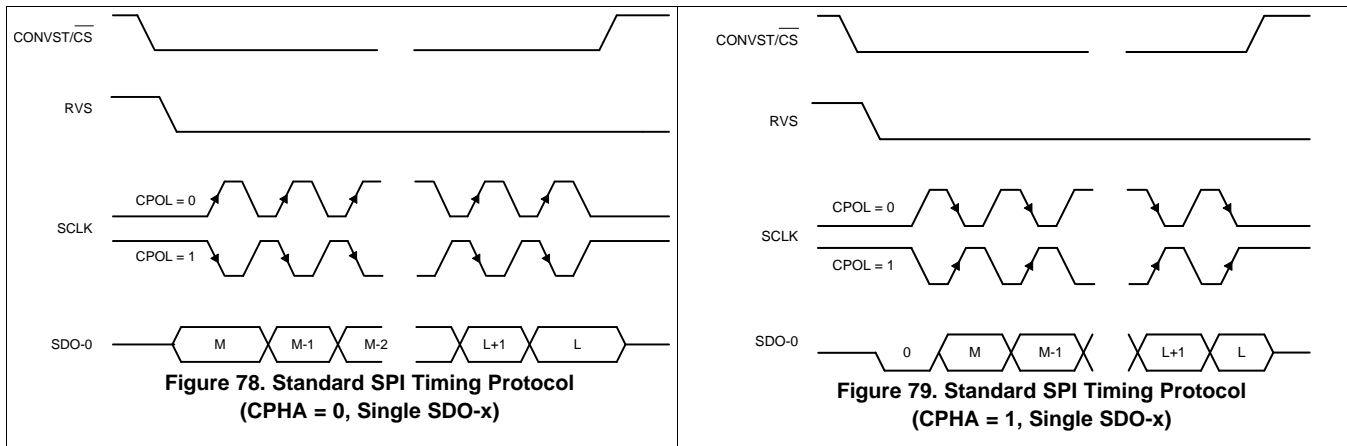 CONVST/CS
RVS
CPOL = 0
SCLK
CPOL = 1
SDO-0
M
M-1
M-2
L+1
L
Figure 78. Standard SPI Timing Protocol
(CPHA = 0, Single SDO-x)
CONVST/CS
RVS
CPOL = 0
SCLK
CPOL = 1
SDO-0
0
M
M-1
L+1
L
Figure 79. Standard SPI Timing Protocol
(CPHA = 1, Single SDO-x)